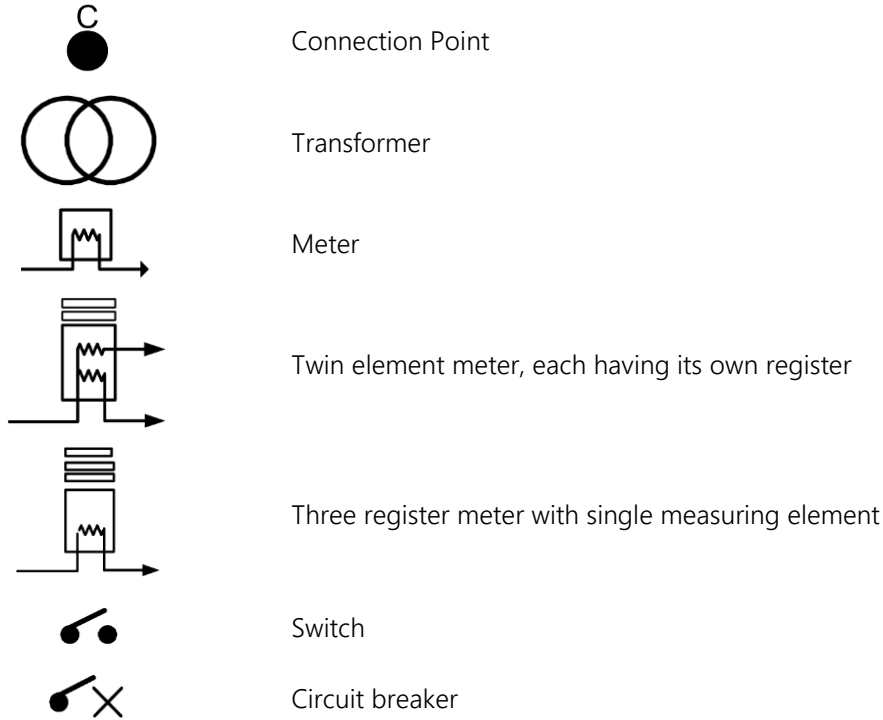 C
Connection Point
Transformer
Meter
Twin element meter, each having its own register
Three register meter with single measuring element
Switch
Circuit breaker